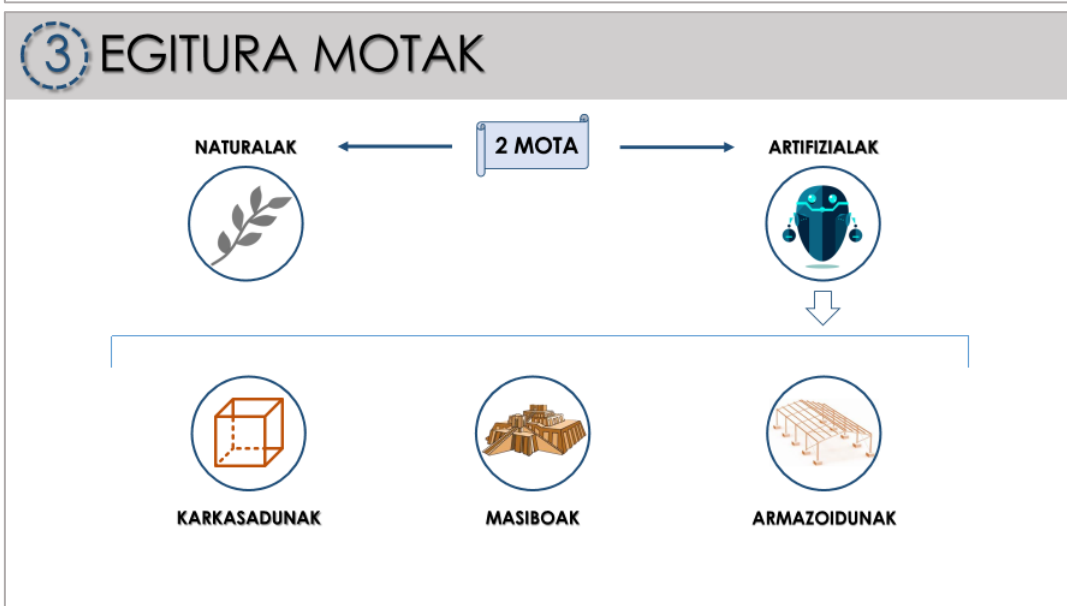 3 EGITURA MOTAK
NATURALAK
2 MOTA
ARTIFIZIALAK
KARKASADUNAK
MASIBOAK
ARMAZOIDUNAK